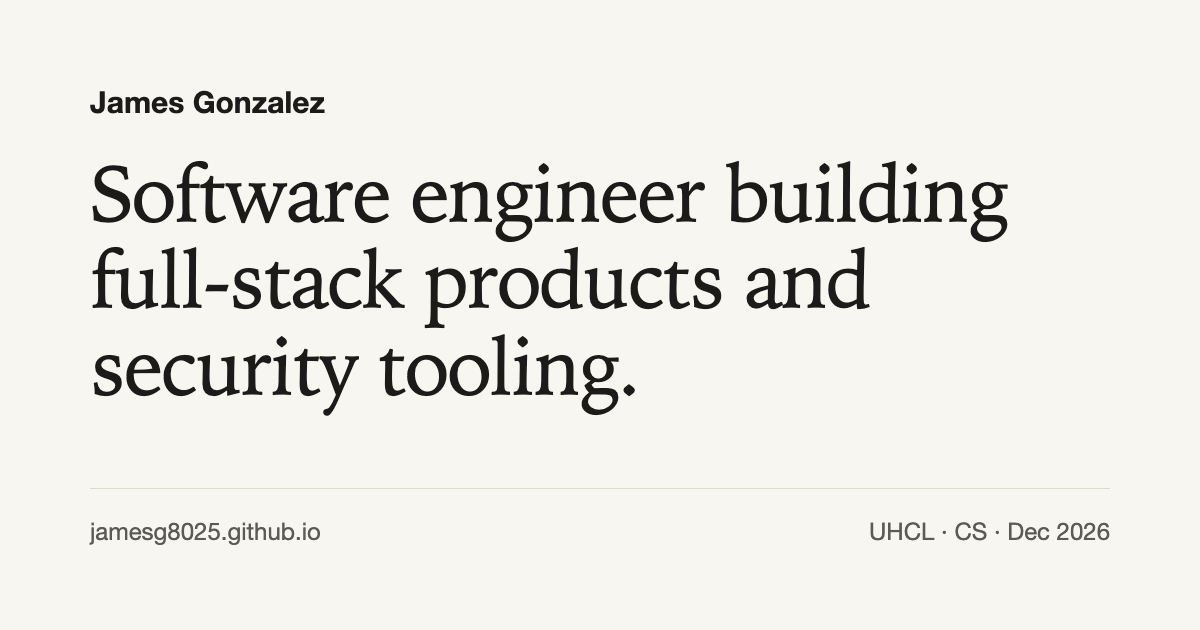 James Gonzalez
Software engineer building
full-stack products and
security tooling.
jamesg8025.github.io
UHCL · CS · Dec 2026